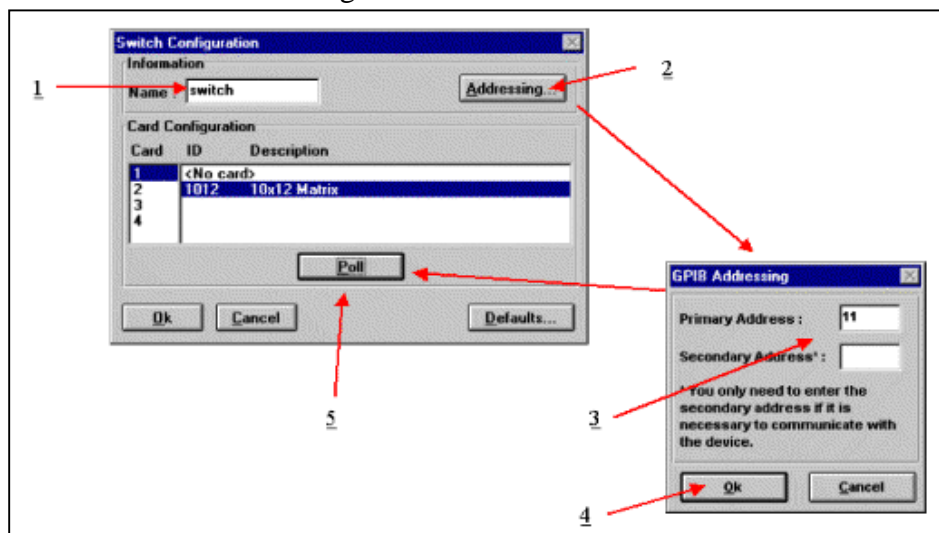 Switch Configuration
Information
1
Name : switch
Addressing...
2
Card Configuration
Card ID Description
1 <No card>
2 1012 10x12 Matrix
3
4
Poll
Ok Cancel Defaults...
5
GPIB Addressing
Primary Address : 11
Secondary Address* :
* You only need to enter the
secondary address if it is
necessary to communicate with
the device.
3
Ok Cancel
4